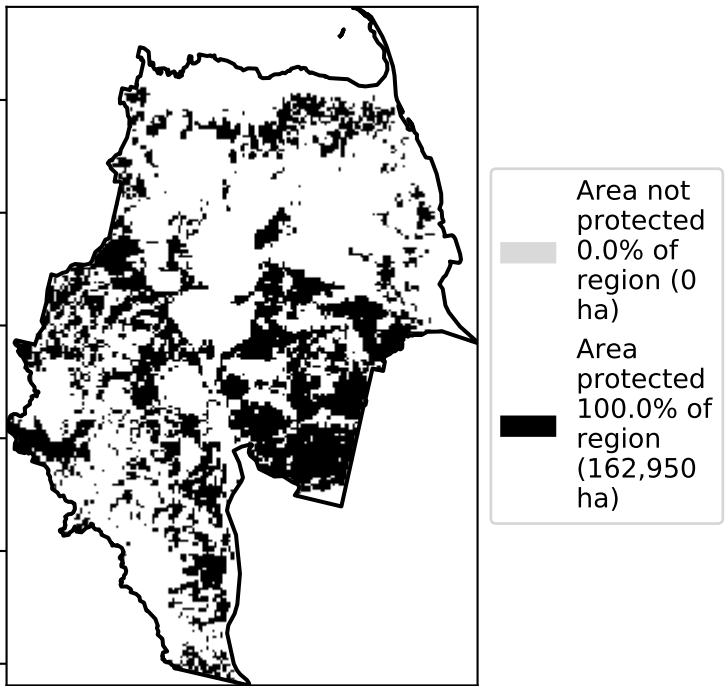 Area not
protected
0.0% of
region (0
ha)
Area
protected
100.0% of
region
(162,950
ha)